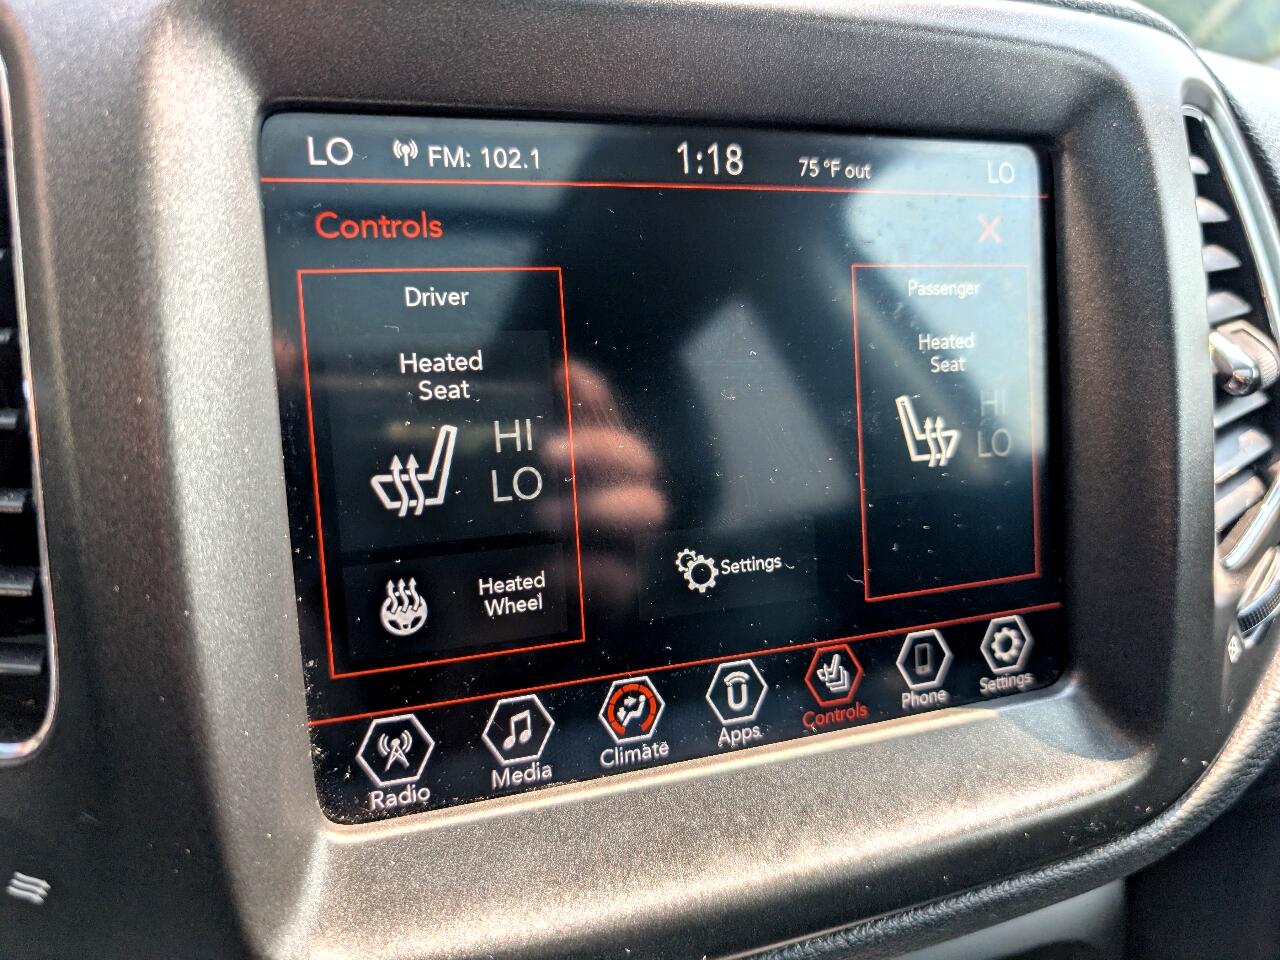 LO FM: 102.1 1:18 75 °F out LO
Controls X
Driver
Heated
Seat
HI
LO
Heated
Wheel
Settings
Passenger
Heated
Seat
HI
LO
Radio
Media
Climate
Apps
Controls
Phone
Settings